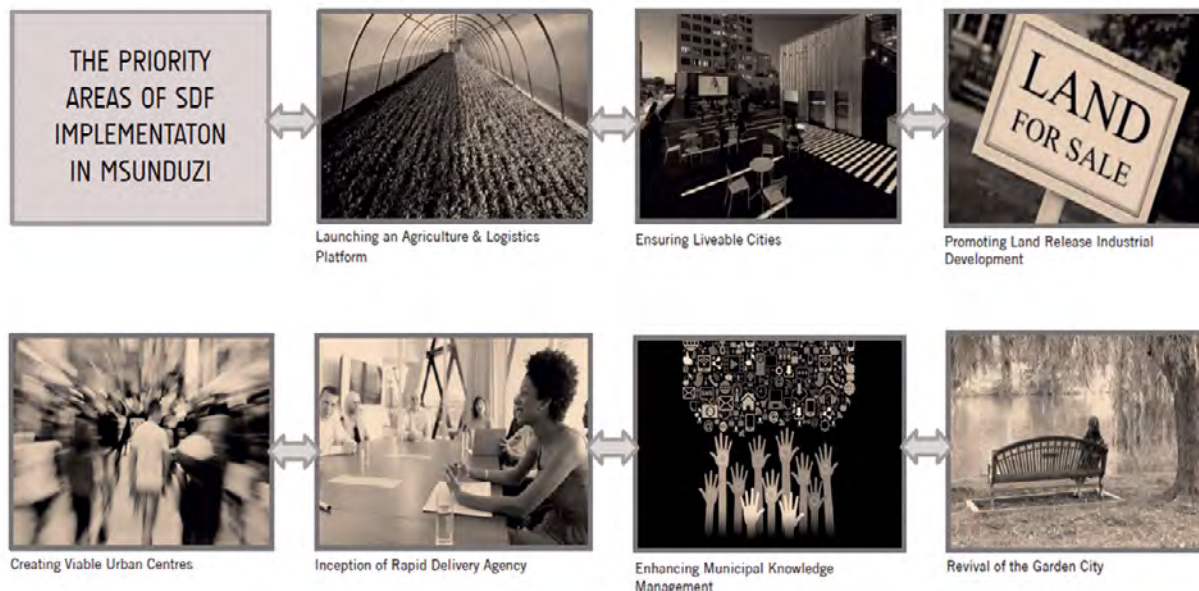 THE PRIORITY
AREAS OF SDF
IMPLEMENTATON
IN MSUNDUZI
LAND
FOR SALE
Launching an Agriculture & Logistics
Platform
Ensuring Liveable Cities
Promoting Land Release Industrial
Development
Creating Viable Urban Centres
Inception of Rapid Delivery Agency
Enhancing Municipal Knowledge
Management
Revival of the Garden City